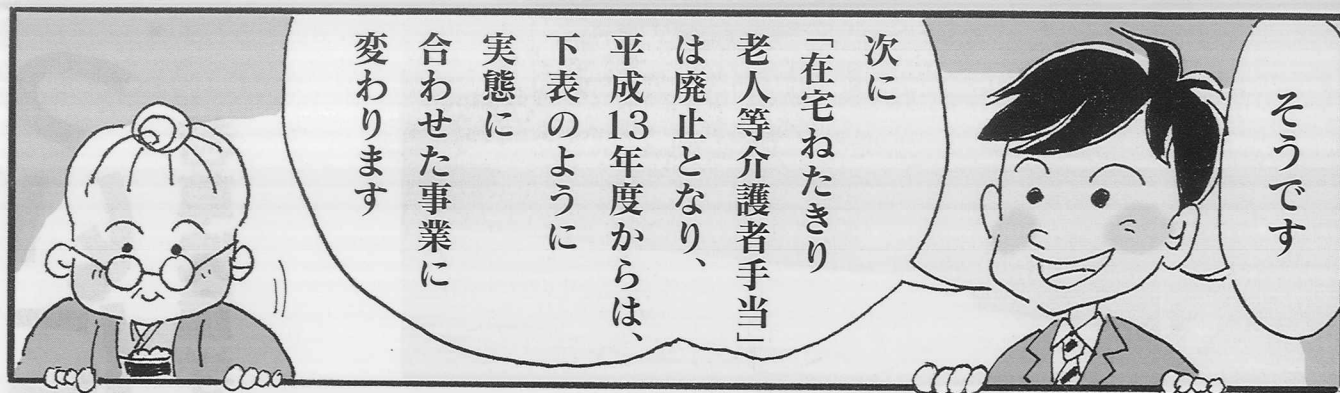 そうです
次に
「在宅ねたきり
老人等介護者手当」
は廃止となり、
平成13年度からは、
下表のように
実態に
合わせた事業に
変わります